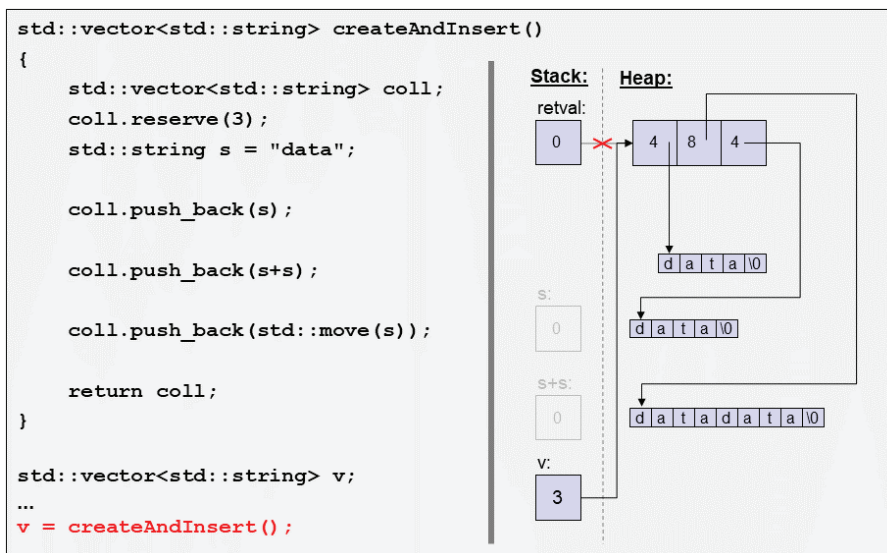 std::vector<std::string> createAndInsert()
{
std::vector<std::string> coll;
coll.reserve(3);
std::string s = "data";
coll.push_back(s);
coll.push_back(s+s);
coll.push_back(std::move(s));
return coll;
}
std::vector<std::string> v;
...
v = createAndInsert();
Stack: Heap:
retval:
0 4 8 4
d a t a \0
s:
0 d a t a \0
s+s:
0 d a t a d a t a \0
v:
3